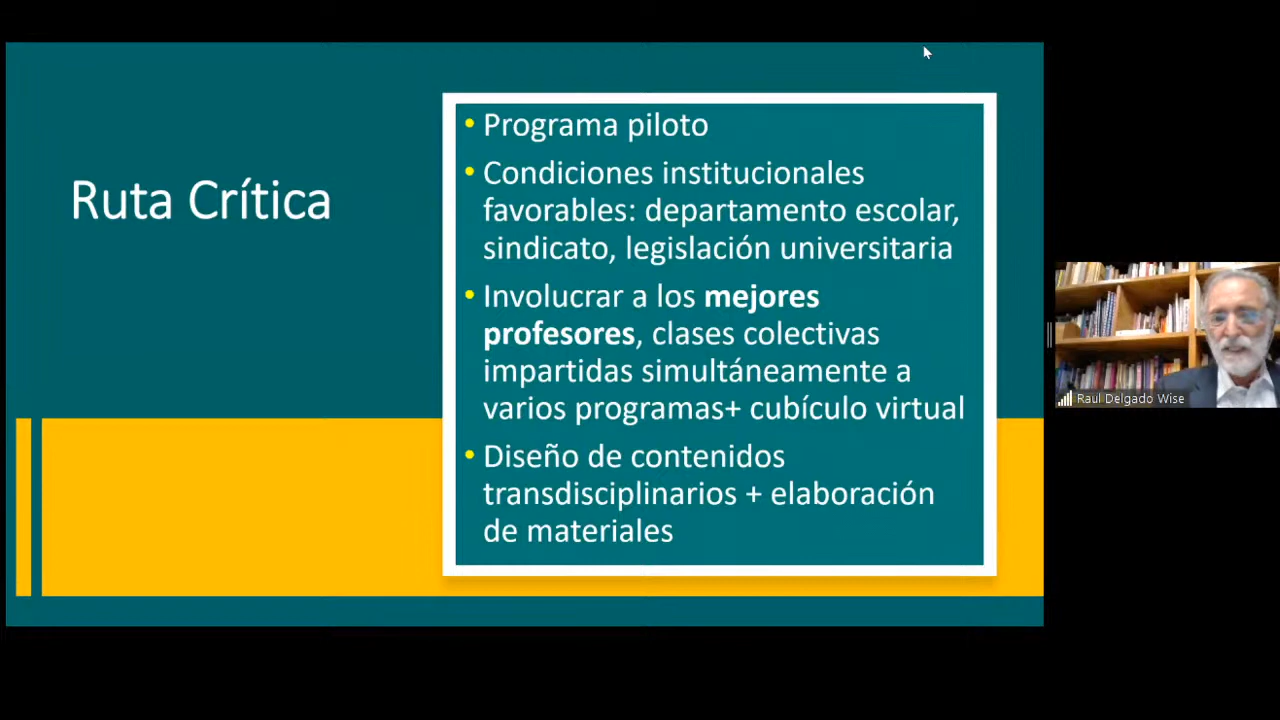 Ruta Crítica
• Programa piloto
• Condiciones institucionales
favorables: departamento escolar,
sindicato, legislación universitaria
• Involucrar a los mejores
profesores, clases colectivas
impartidas simultáneamente a
varios programas+ cubículo virtual
• Diseño de contenidos
transdisciplinarios + elaboración
de materiales
Raul Delgado Wise